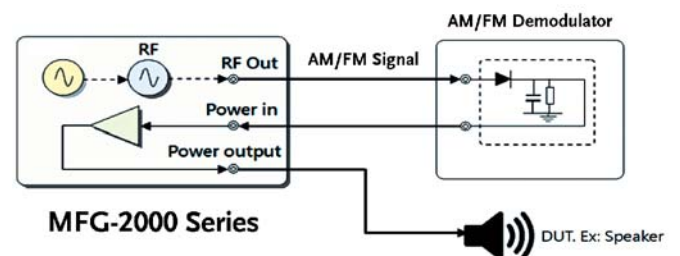 AM/FM Demodulator
RF
RF Out
AM/FM Signal
Power in
Power output
MFG-2000 Series
DUT. Ex: Speaker